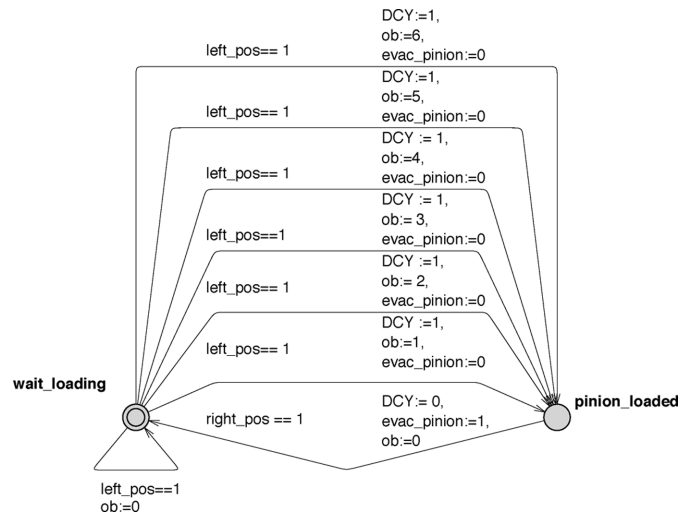 DCY:=1,
ob:=6,
left_pos== 1
evac_pinion:=0
DCY:=1,
ob:=5,
left_pos== 1
evac_pinion:=0
DCY := 1,
ob:=4,
left_pos== 1
evac_pinion:=0
DCY := 1,
ob:= 3,
left_pos==1
evac_pinion:=0
DCY :=1,
left_pos== 1
ob:= 2,
evac_pinion:=0
DCY :=1,
left_pos== 1
ob:=1,
evac_pinion:=0
wait_loading
pinion_loaded
DCY:= 0,
right_pos == 1
evac_pinion:=1,
ob:=0
left_pos==1
ob:=0